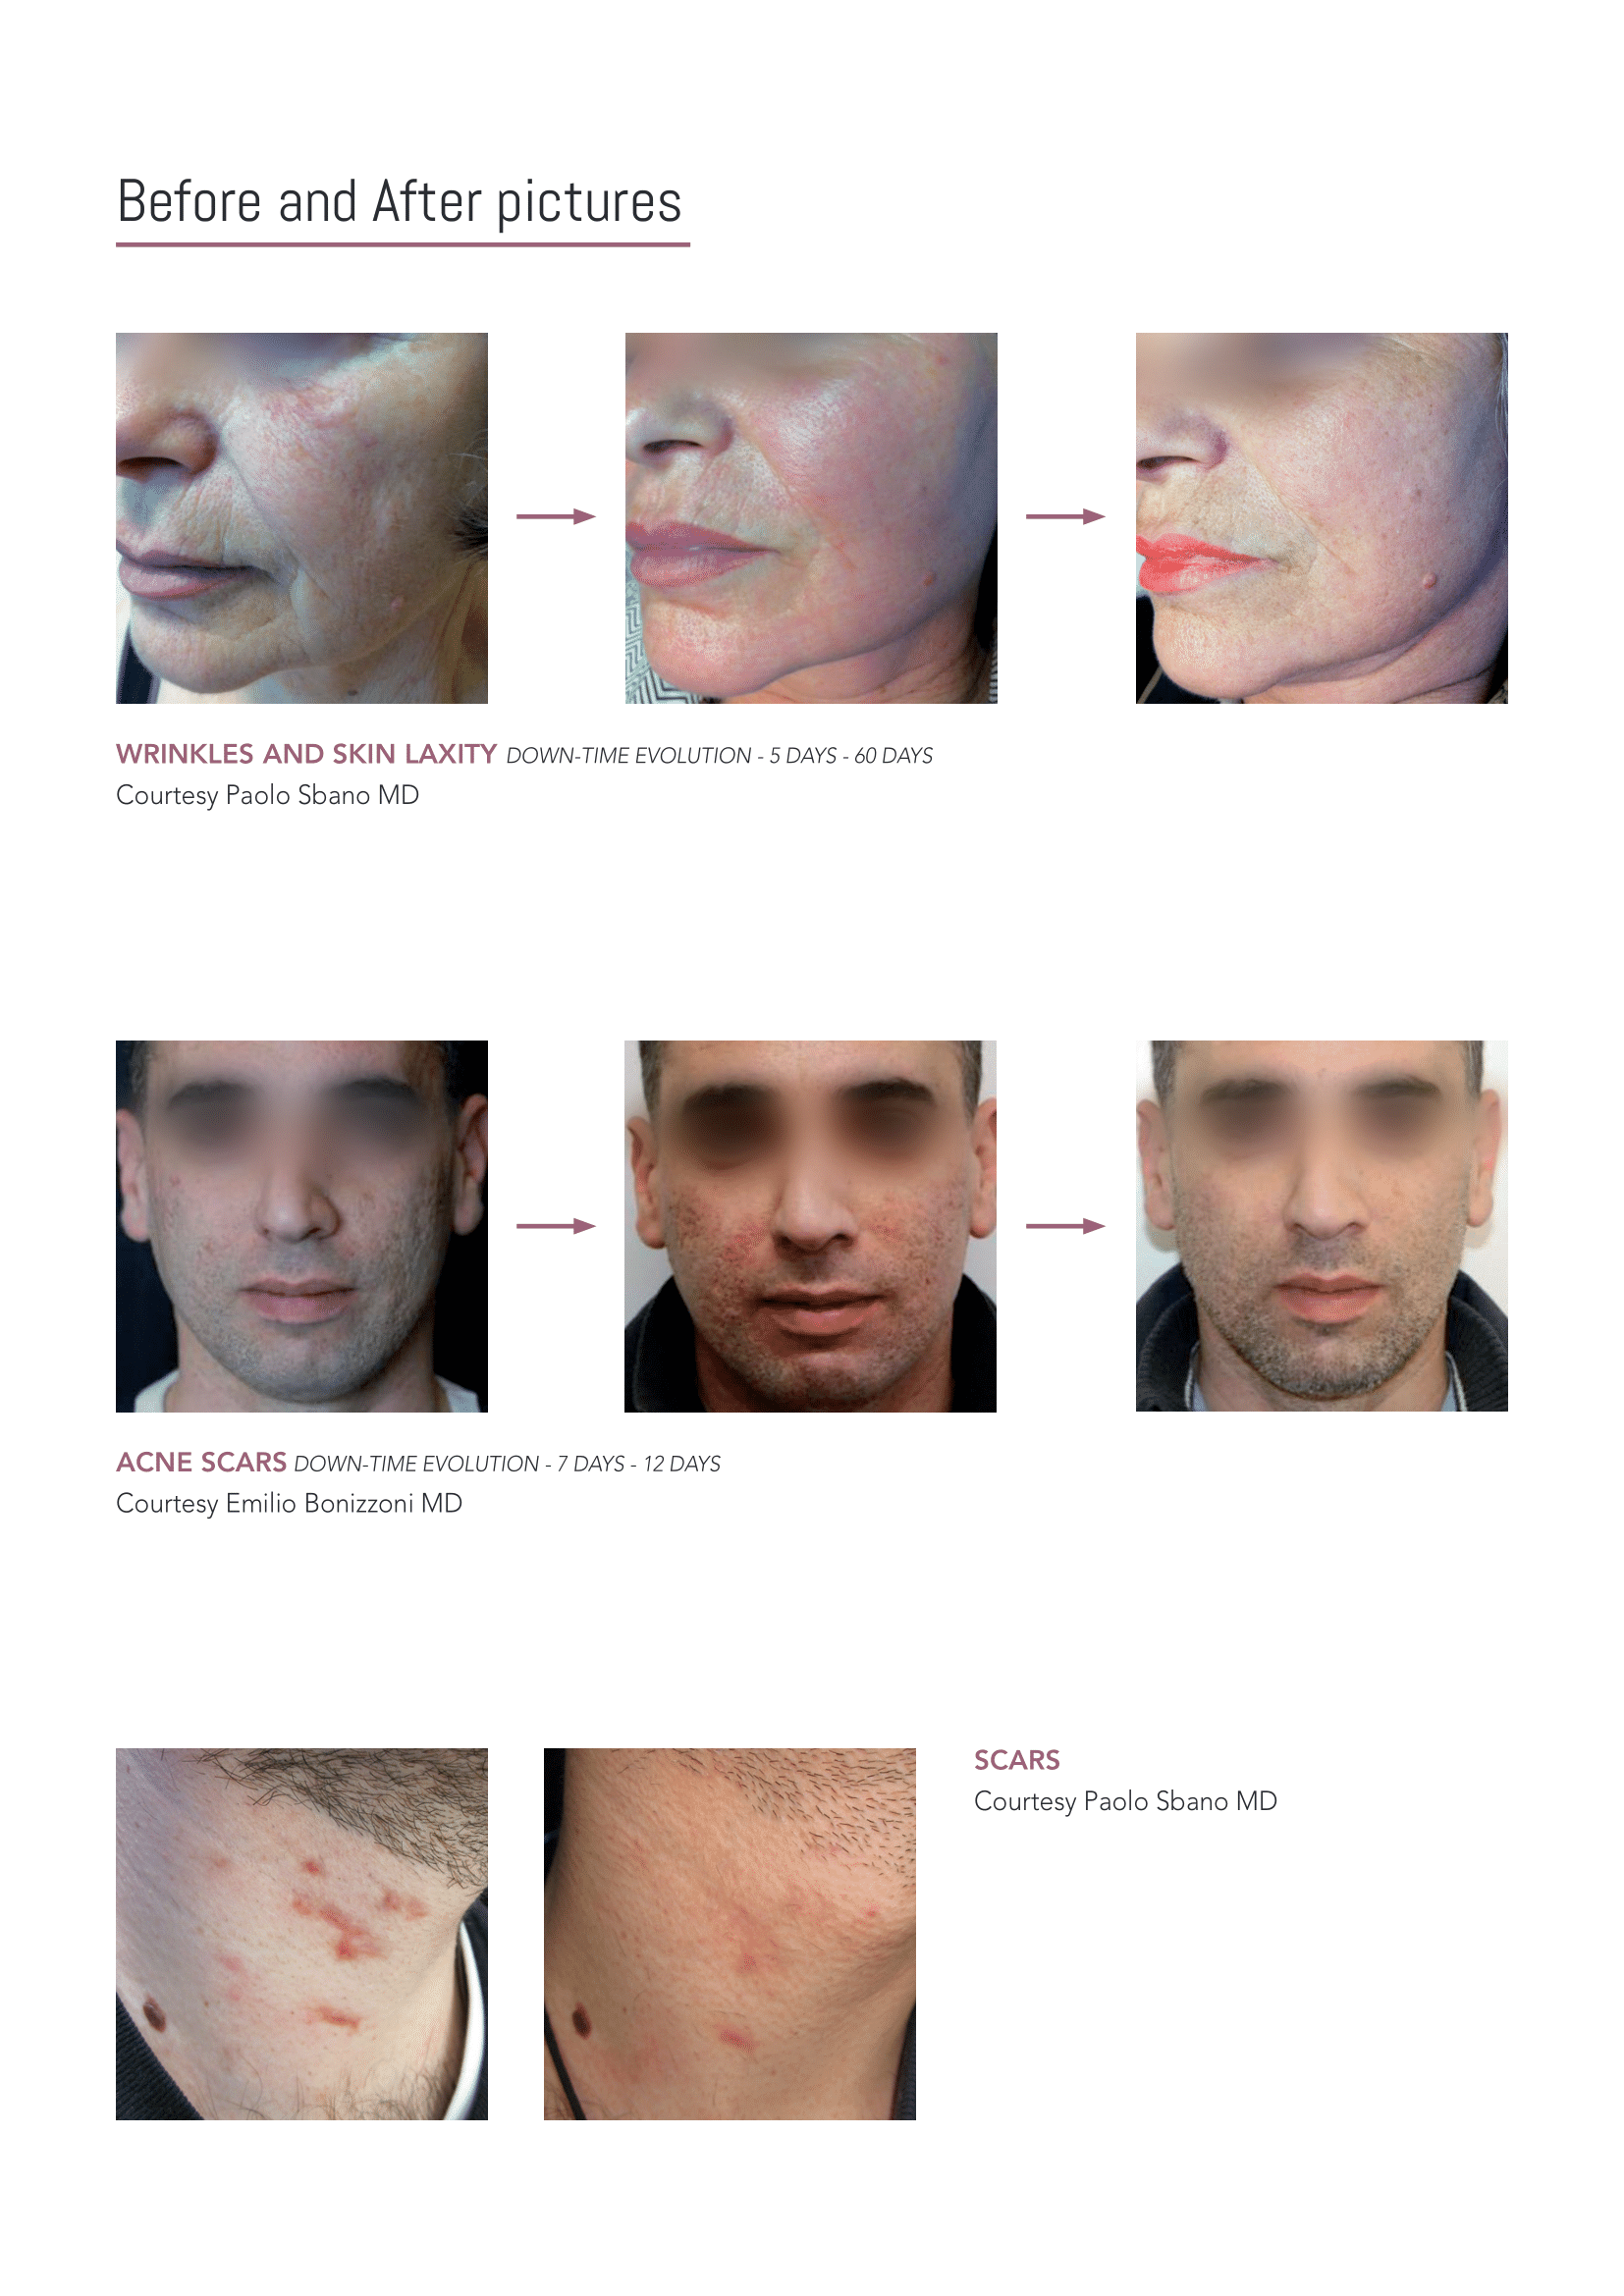 Before and After pictures
WRINKLES AND SKIN LAXITY DOWN-TIME EVOLUTION - 5 DAYS - 60 DAYS
Courtesy Paolo Sbano MD
ACNE SCARS DOWN-TIME EVOLUTION - 7 DAYS - 12 DAYS
Courtesy Emilio Bonizzoni MD
SCARS
Courtesy Paolo Sbano MD